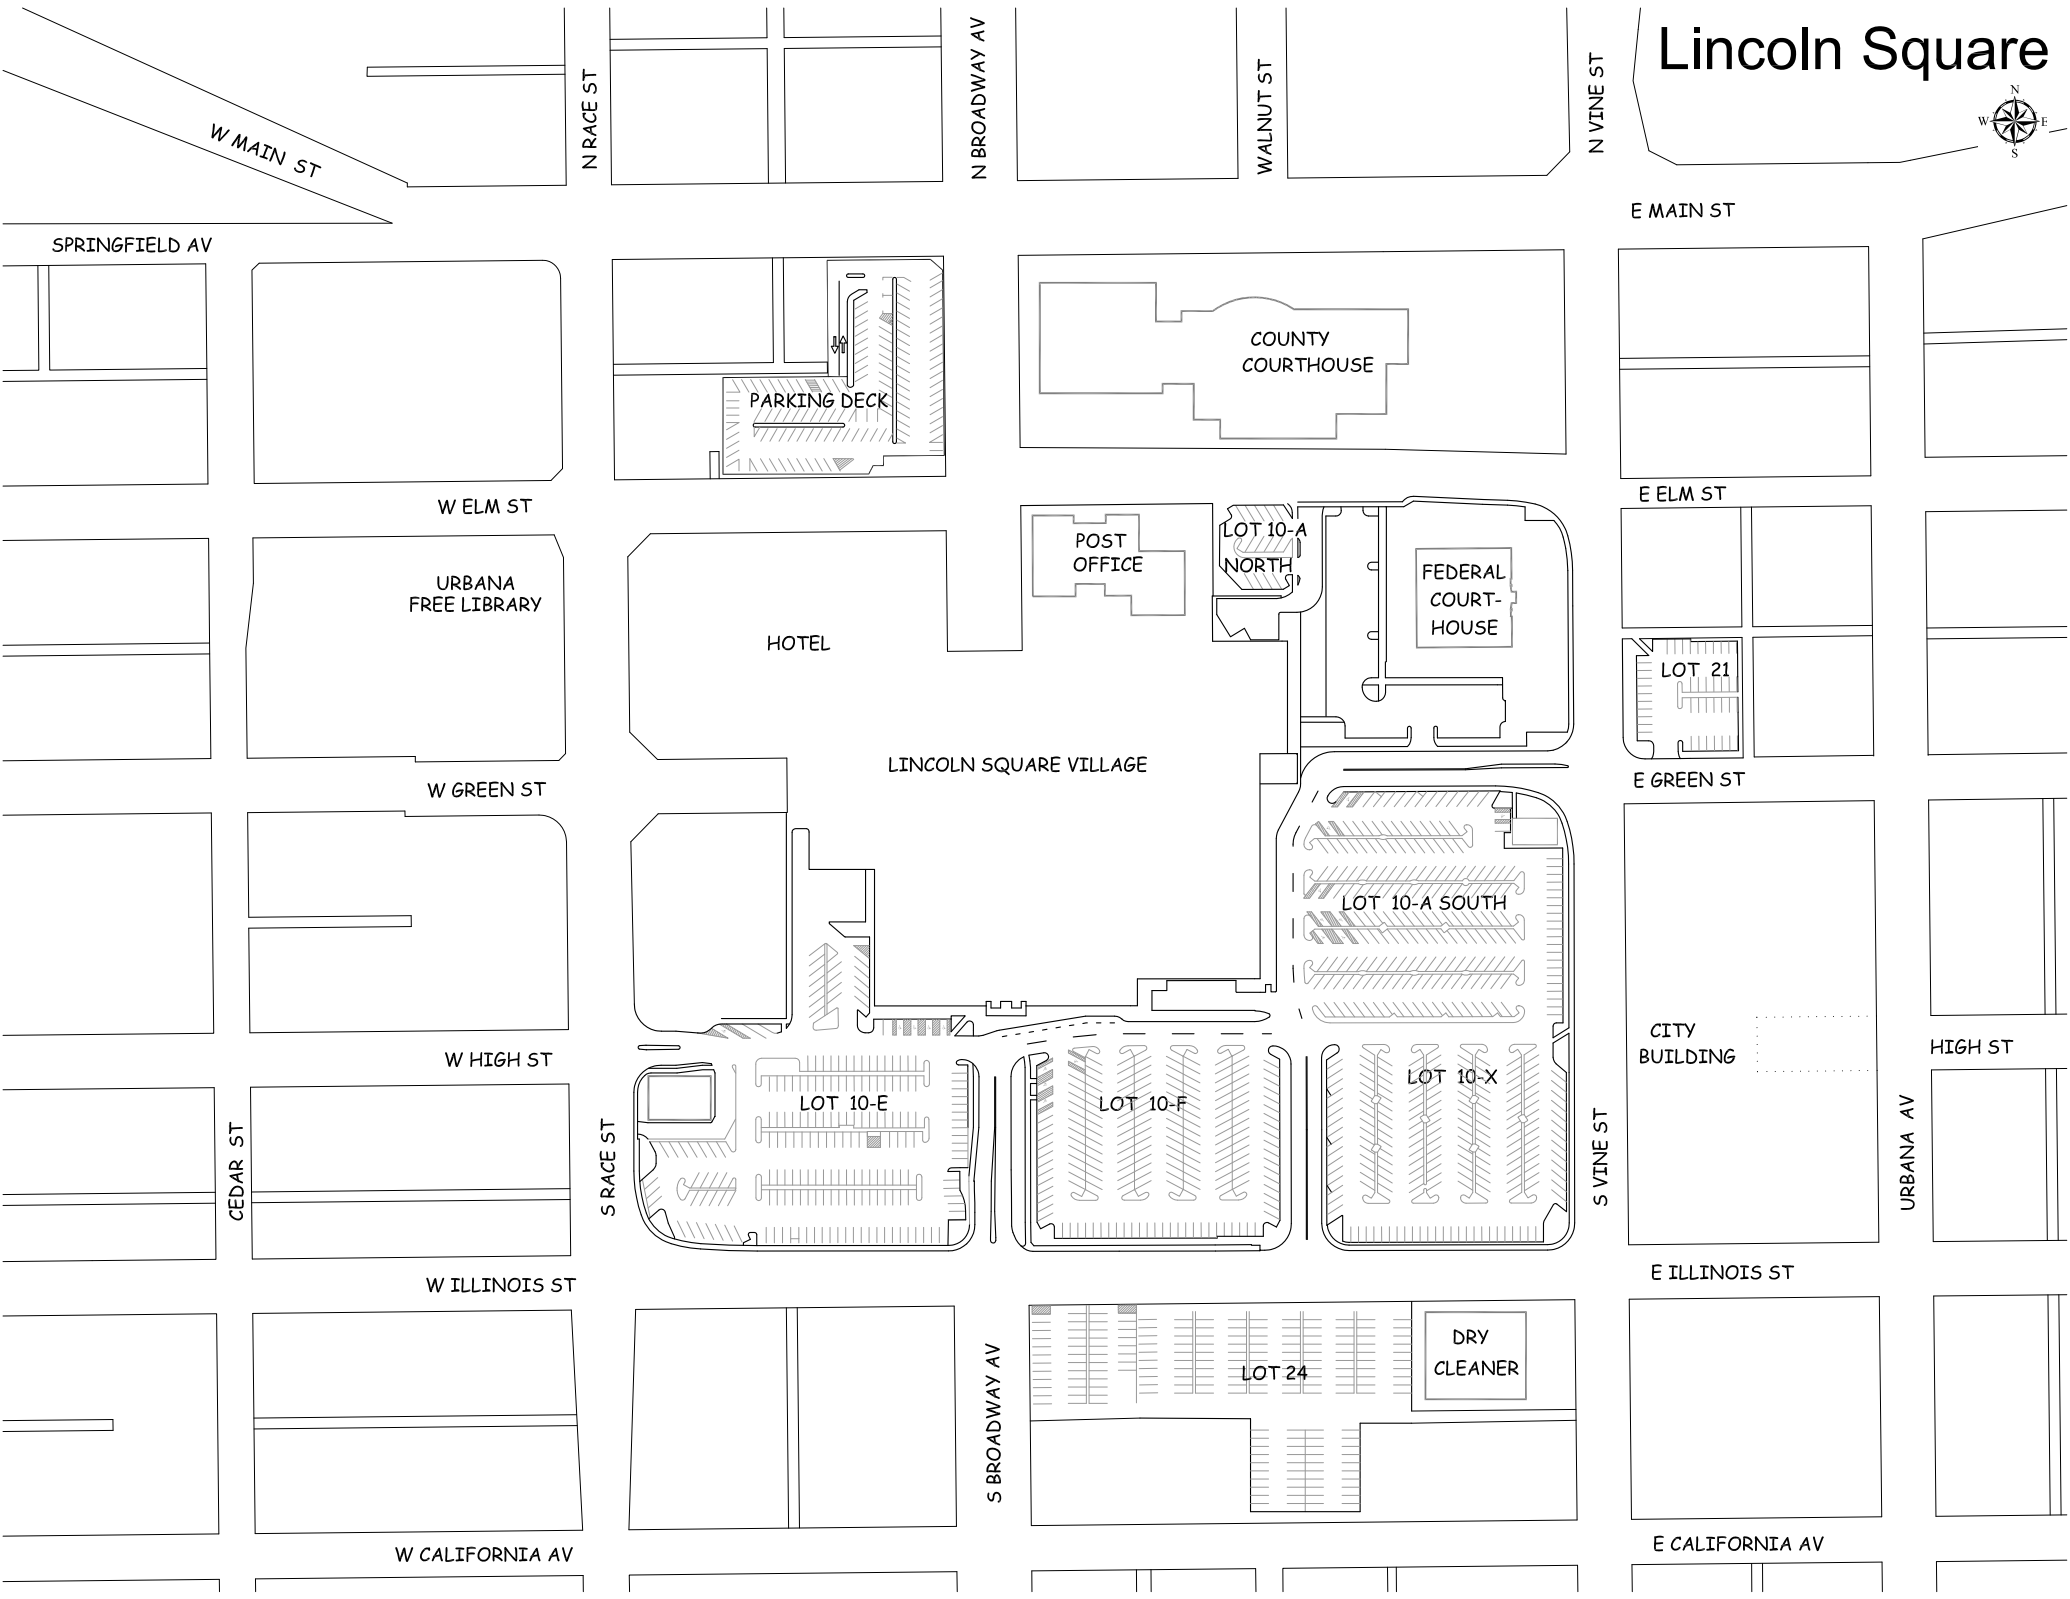 Lincoln Square
N
W E
S
N RACE ST
N BROADWAY AV
WALNUT ST
N VINE ST
W MAIN ST
E MAIN ST
SPRINGFIELD AV
COUNTY
COURTHOUSE
PARKING DECK
W ELM ST
E ELM ST
POST
OFFICE
LOT 10-A
NORTH
FEDERAL
COURT-
HOUSE
URBANA
FREE LIBRARY
HOTEL
LOT 21
LINCOLN SQUARE VILLAGE
W GREEN ST
E GREEN ST
LOT 10-A SOUTH
CITY
BUILDING
W HIGH ST
HIGH ST
LOT 10-E
LOT 10-F
LOT 10-X
CEDAR ST
S RACE ST
S VINE ST
URBANA AV
W ILLINOIS ST
E ILLINOIS ST
DRY
CLEANER
LOT 24
S BROADWAY AV
W CALIFORNIA AV
E CALIFORNIA AV